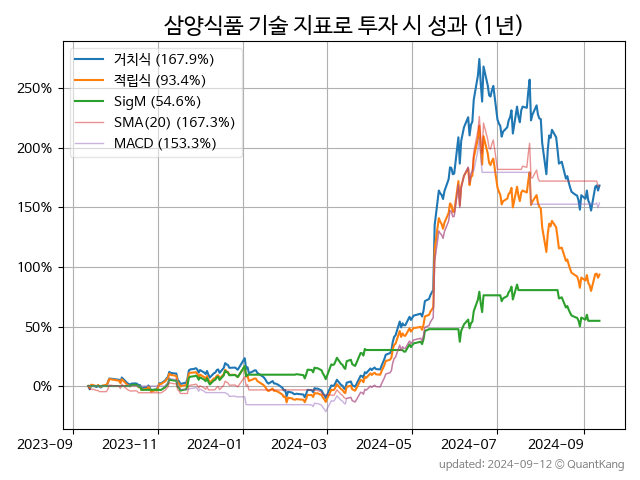 삼양식품 기술 지표로 투자 시 성과 (1년)
거치식 (167.9%)
적립식 (93.4%)
SigM (54.6%)
SMA(20) (167.3%)
MACD (153.3%)
250%
200%
150%
100%
50%
0%
2023-09 2023-11 2024-01 2024-03 2024-05 2024-07 2024-09
updated: 2024-09-12 © QuantKang